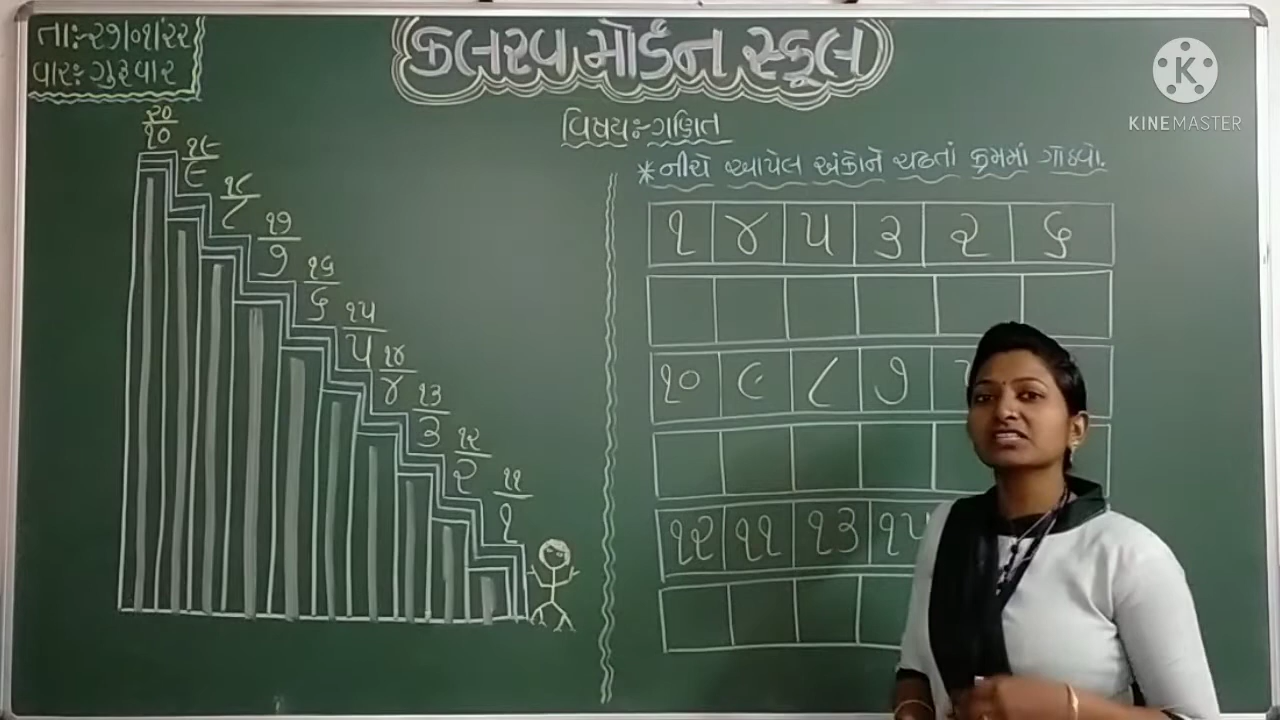 તાઃ-૨૭/૦૧/૨૨
વારઃ-ગુરૂવાર
કલરવ મોર્ડન સ્કૂલ
KINEMASTER
વિષયઃ-ગણિત
*નીચે આપેલ અંકોને ચઢતાં ક્રમમાં ગોઠવો.
૨૦
૧૦
૧૯
૯
૧૮
૮
૧૭
૭
૧૬
૬
૧૫
૫
૧૪
૪
૧૩
૩
૧૨
૨
૧૧
૧
૧ ૪ ૫ ૩ ૨ ૬
૧૦ ૯ ૮ ૭
૧૨ ૧૧ ૧૩ ૧૫